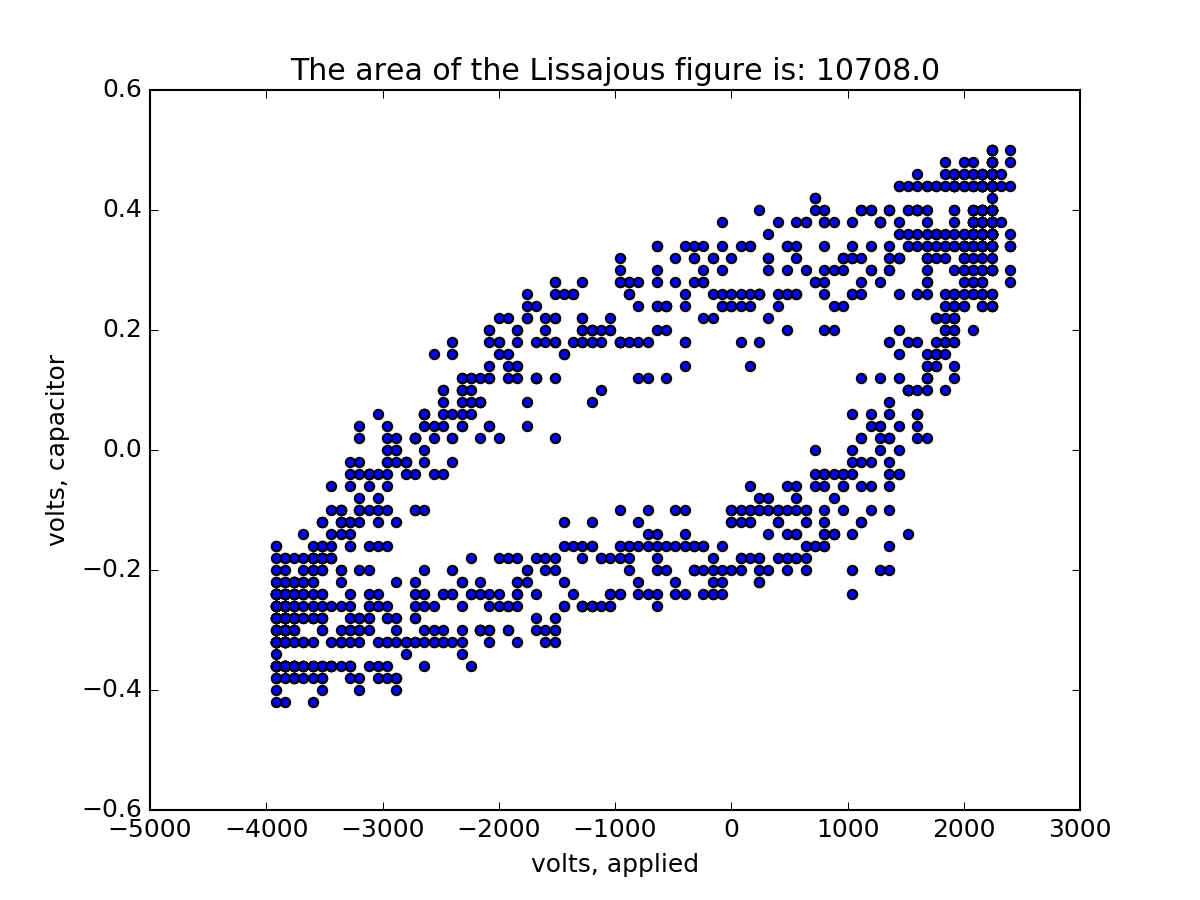 The area of the Lissajous figure is: 10708.0
0.6
0.4
0.2
0.0
−0.2
−0.4
−0.6
volts, capacitor
−5000 −4000 −3000 −2000 −1000 0 1000 2000 3000
volts, applied